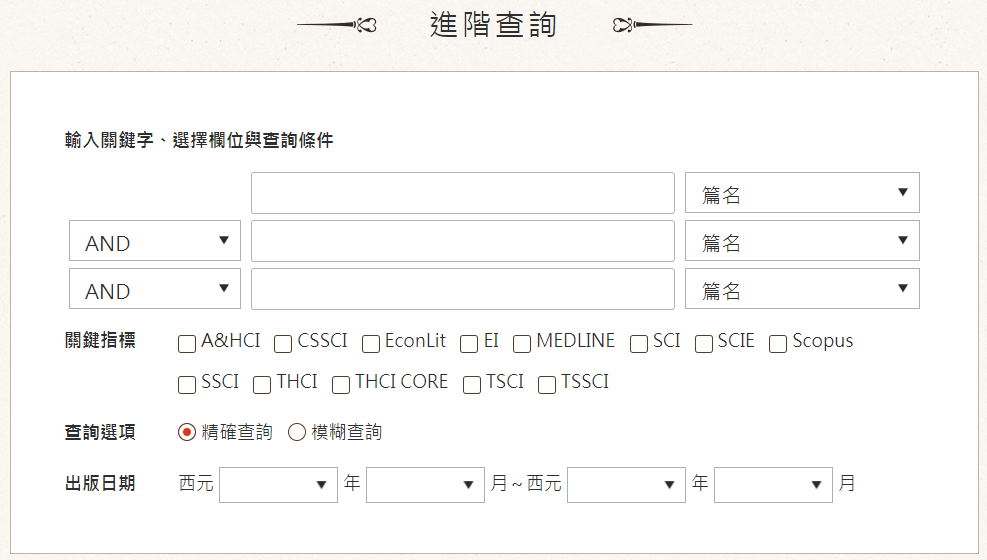 進階查詢
輸入關鍵字、選擇欄位與查詢條件
篇名
AND 篇名
AND 篇名
關鍵指標 A&HCI CSSCI EconLit EI MEDLINE SCI SCIE Scopus
SSCI THCI THCI CORE TSCI TSSCI
查詢選項 精確查詢 模糊查詢
出版日期 西元 年 月 ~ 西元 年 月